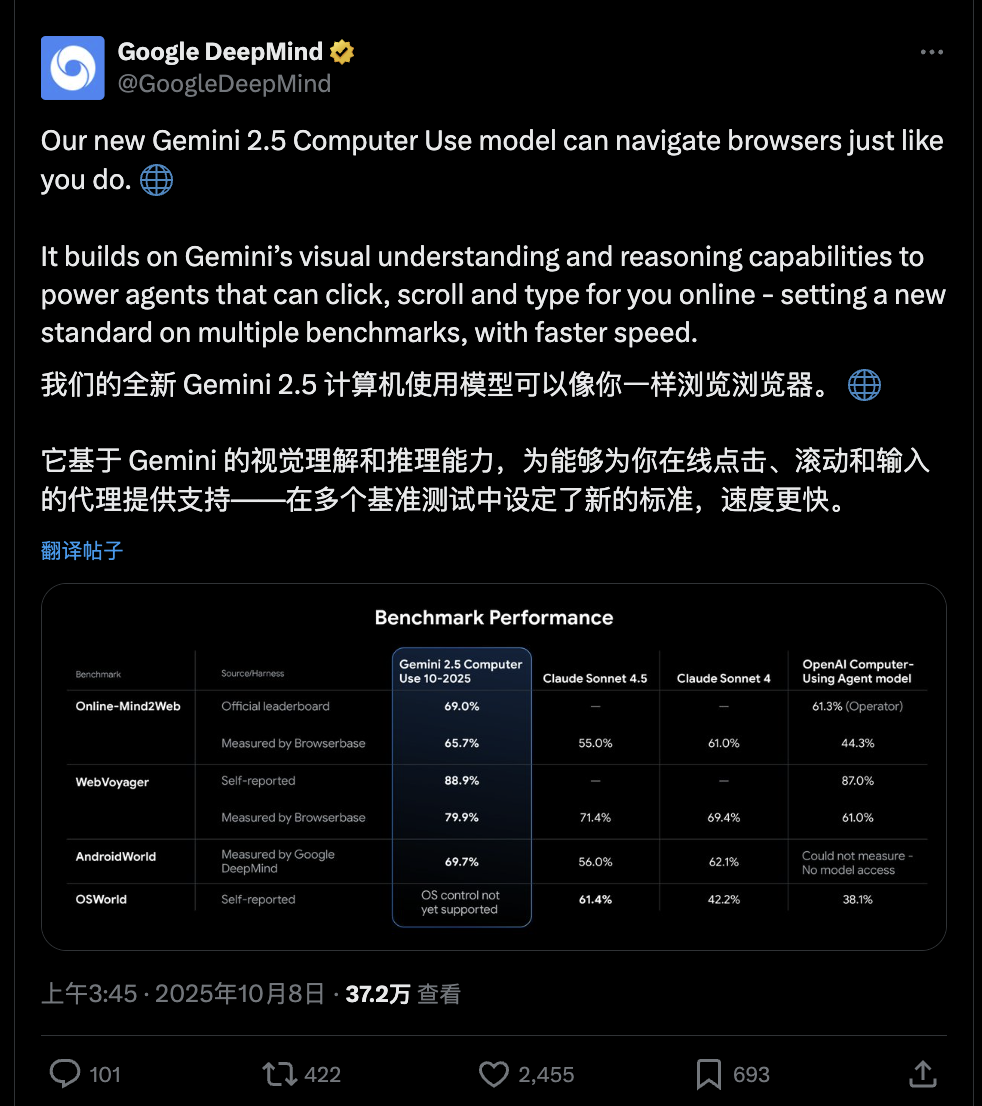 Google DeepMind
@GoogleDeepMind
Our new Gemini 2.5 Computer Use model can navigate browsers just like
you do. 🌐
It builds on Gemini’s visual understanding and reasoning capabilities to
power agents that can click, scroll and type for you online - setting a new
standard on multiple benchmarks, with faster speed.
我们的全新 Gemini 2.5 计算机使用模型可以像你一样浏览浏览器。 🌐
它基于 Gemini 的视觉理解和推理能力，为能够为你在线点击、滚动和输入
的代理提供支持——在多个基准测试中设定了新的标准，速度更快。
翻译帖子
Benchmark Performance
Benchmark Source/Harness Gemini 2.5 Computer Use 10-2025 Claude Sonnet 4.5 Claude Sonnet 4 OpenAI Computer-Using Agent model
Online-Mind2Web Official leaderboard 69.0% — — 61.3% (Operator)
Measured by Browserbase 65.7% 55.0% 61.0% 44.3%
WebVoyager Self-reported 88.9% — — 87.0%
Measured by Browserbase 79.9% 71.4% 69.4% 61.0%
AndroidWorld Measured by Google DeepMind 69.7% 56.0% 62.1% Could not measure - No model access
OSWorld Self-reported OS control not yet supported 61.4% 42.2% 38.1%
上午3:45 · 2025年10月8日 · 37.2万 查看
101 422 2,455 693